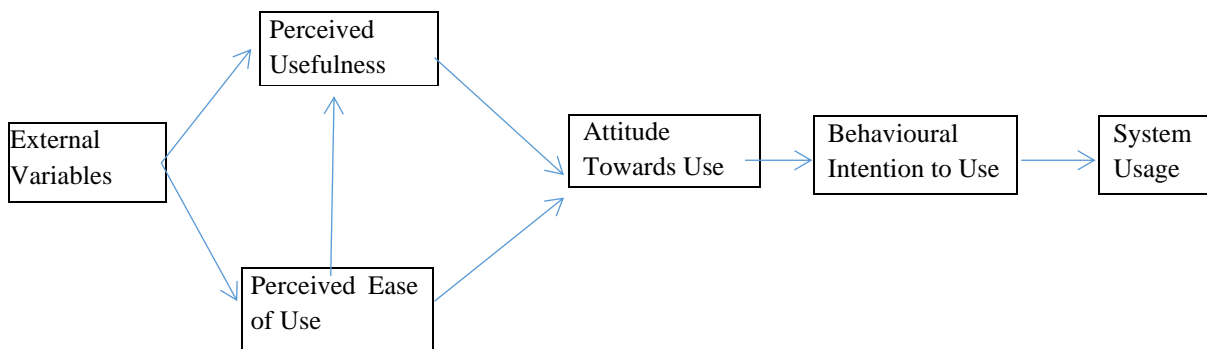 Perceived
Usefulness
External
Variables
Attitude
Towards Use
Behavioural
Intention to Use
System
Usage
Perceived Ease
of Use